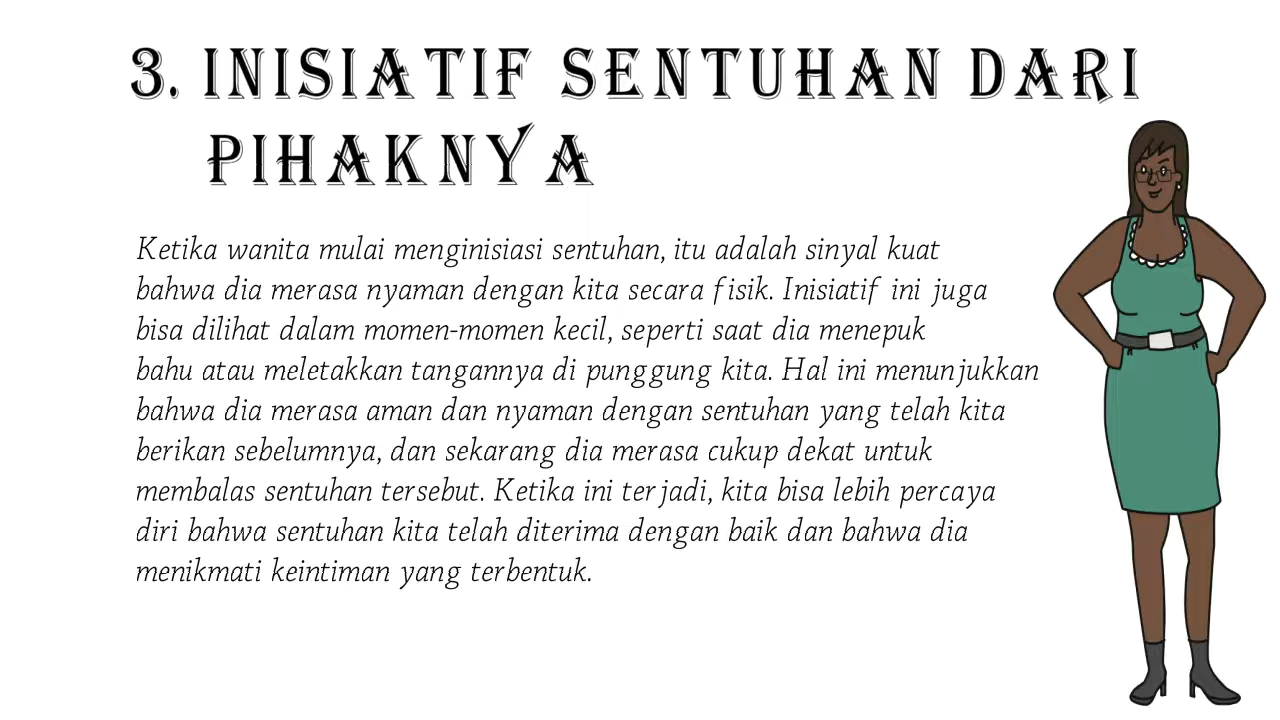 3. INISIATIF SENTUHAN DARI
PIHAKNYA
Ketika wanita mulai menginisiasi sentuhan, itu adalah sinyal kuat
bahwa dia merasa nyaman dengan kita secara fisik. Inisiatif ini juga
bisa dilihat dalam momen-momen kecil, seperti saat dia menepuk
bahu atau meletakkan tangannya di punggung kita. Hal ini menunjukkan
bahwa dia merasa aman dan nyaman dengan sentuhan yang telah kita
berikan sebelumnya, dan sekarang dia merasa cukup dekat untuk
membalas sentuhan tersebut. Ketika ini terjadi, kita bisa lebih percaya
diri bahwa sentuhan kita telah diterima dengan baik dan bahwa dia
menikmati keintiman yang terbentuk.